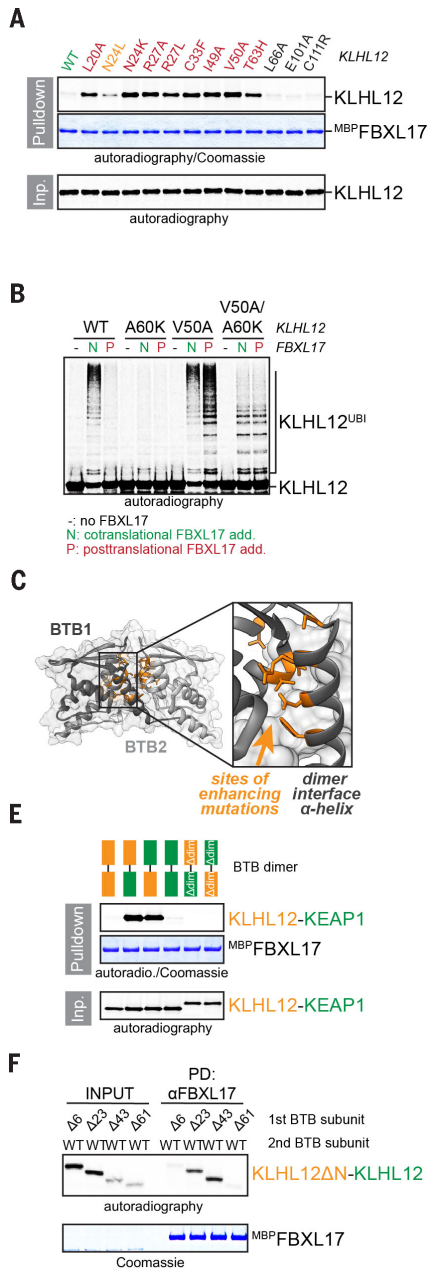 A
WT L20A N24L N24K R27A R27L C33F I49A V50A T63H L66A E101A C111R KLHL12
Pulldown
KLHL12
MBPFBXL17
autoradiography/Coomassie
Inp.
KLHL12
autoradiography
B
V50A/
WT A60K V50A A60K KLHL12
- N P - N P - N P - N P FBXL17
KLHL12UBI
KLHL12
autoradiography
-: no FBXL17
N: cotranslational FBXL17 add.
P: posttranslational FBXL17 add.
C
BTB1
BTB2
sites of enhancing mutations
dimer interface α-helix
E
Δdim Δdim
BTB dimer
Δdim Δdim
Pulldown
KLHL12-KEAP1
MBPFBXL17
autoradio./Coomassie
Inp.
KLHL12-KEAP1
autoradiography
F
PD:
INPUT αFBXL17
Δ6 Δ23 Δ43 Δ61 Δ6 Δ23 Δ43 Δ61 1st BTB subunit
WT WT WT WT WT WT WT WT 2nd BTB subunit
KLHL12ΔN-KLHL12
autoradiography
MBPFBXL17
Coomassie